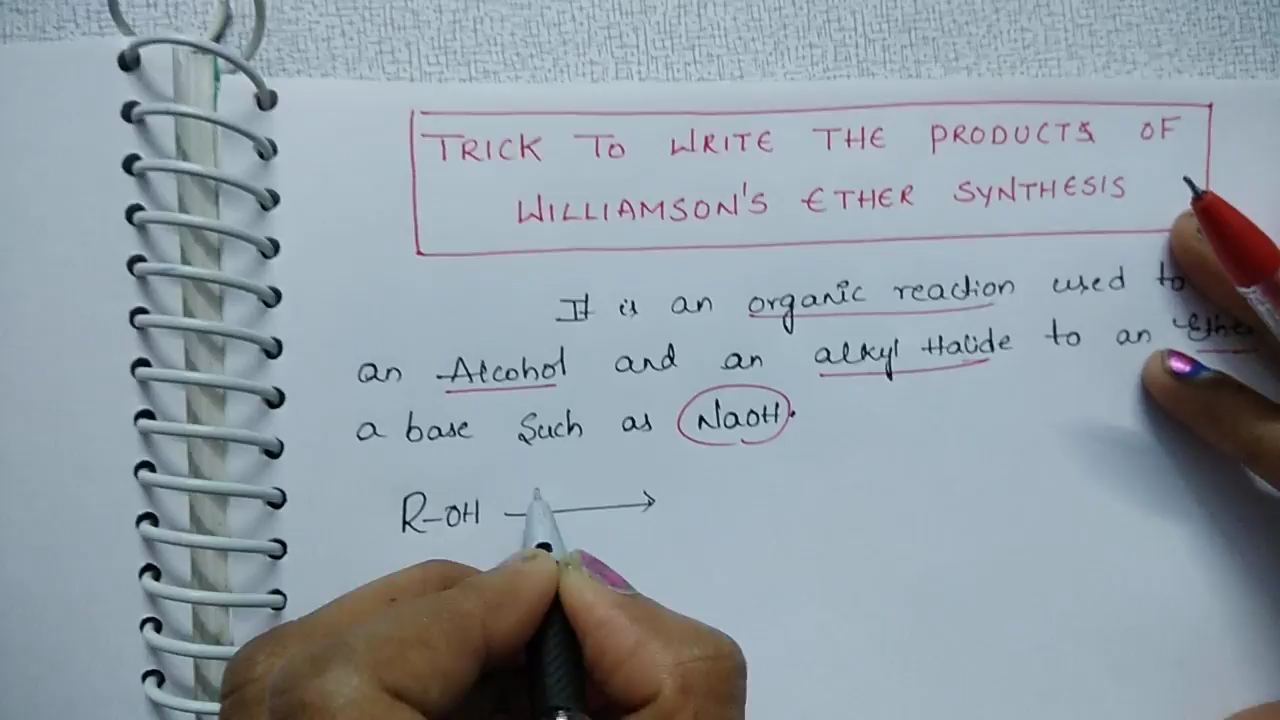 TRICK TO WRITE THE PRODUCTS OF
WILLIAMSON'S ETHER SYNTHESIS
It is an organic reaction used to
an Alcohol and an alkyl Halide to an
a base Such as NaOH.
R-OH